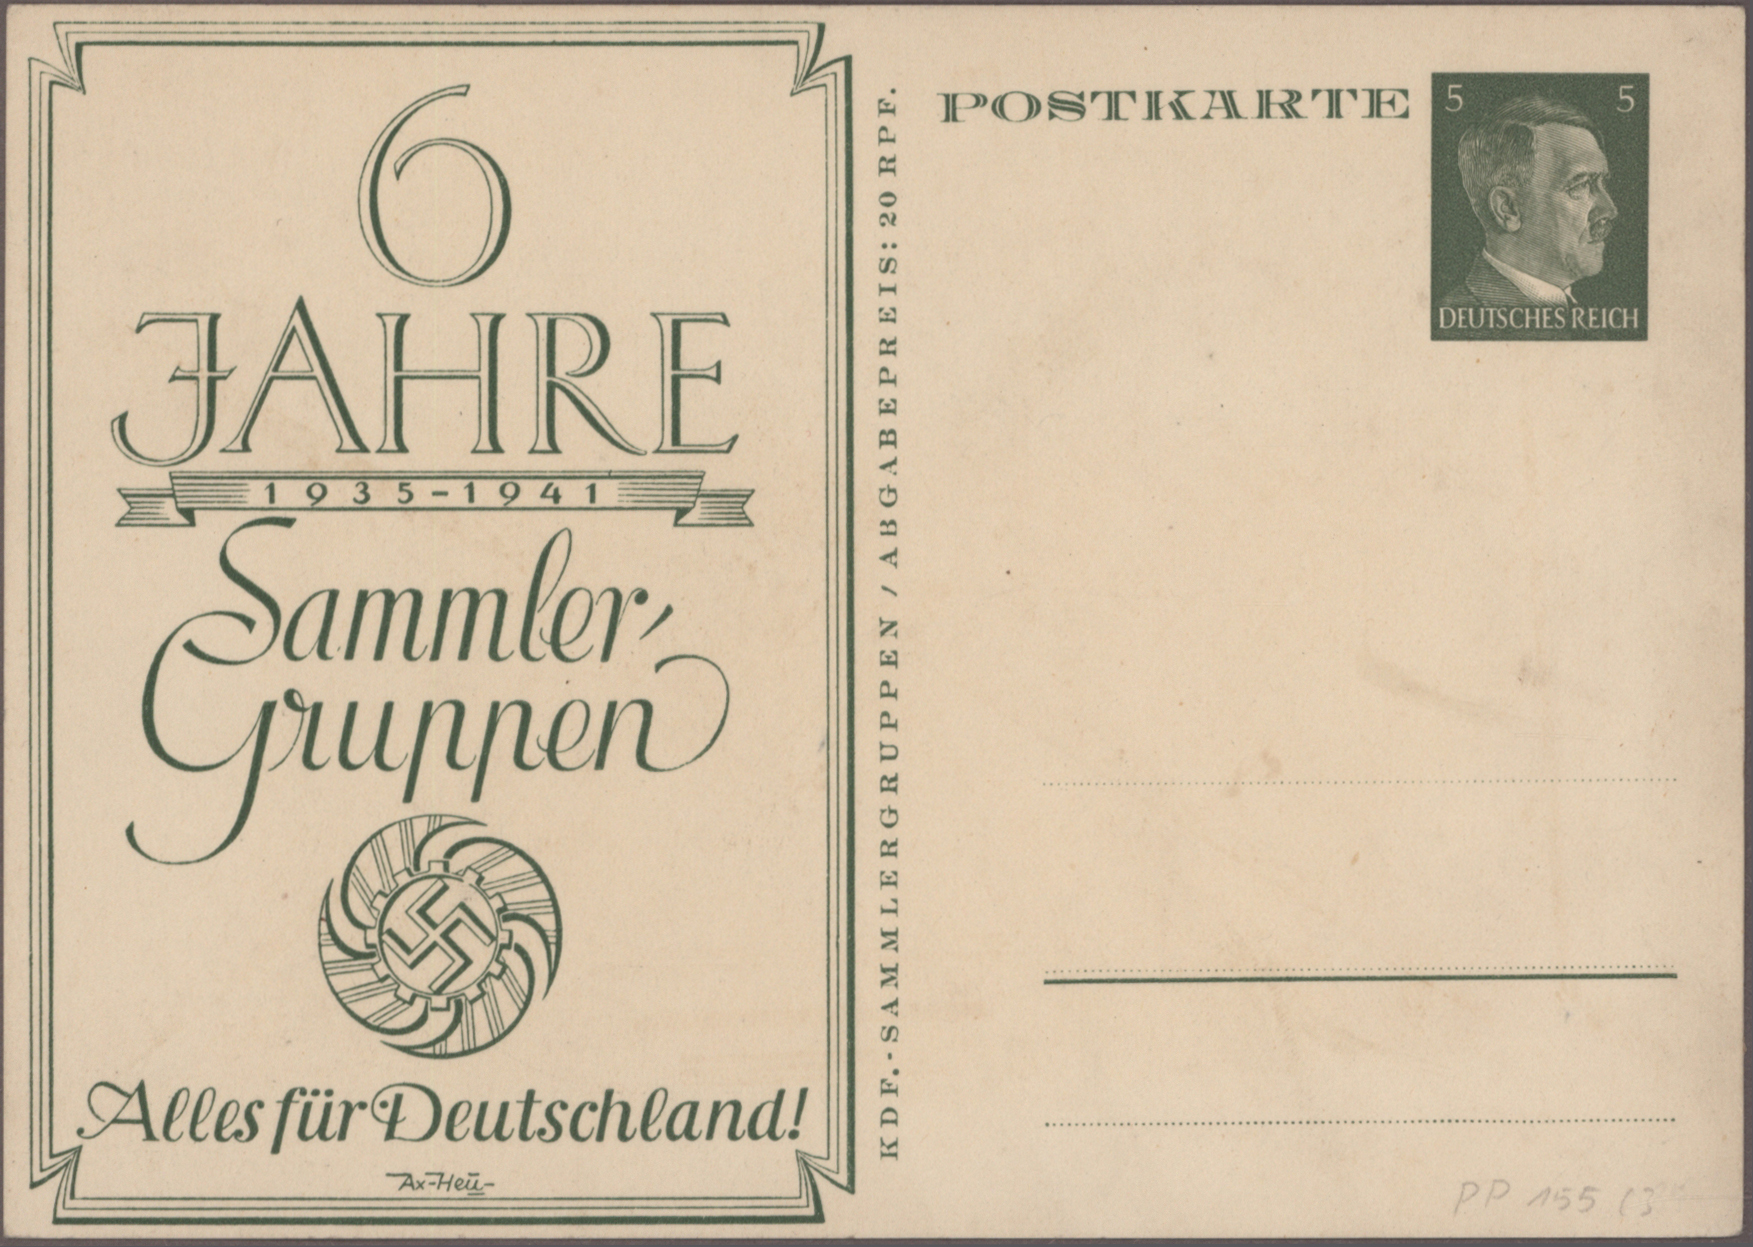 6
JAHRE
1935-1941
Sammler-
Gruppen
Alles für Deutschland!
Ax-Heu-
KDF.-SAMMLERGRUPPEN / ABGABEPREIS: 20 RPF.
POSTKARTE
5 5
DEUTSCHES REICH
PP 155